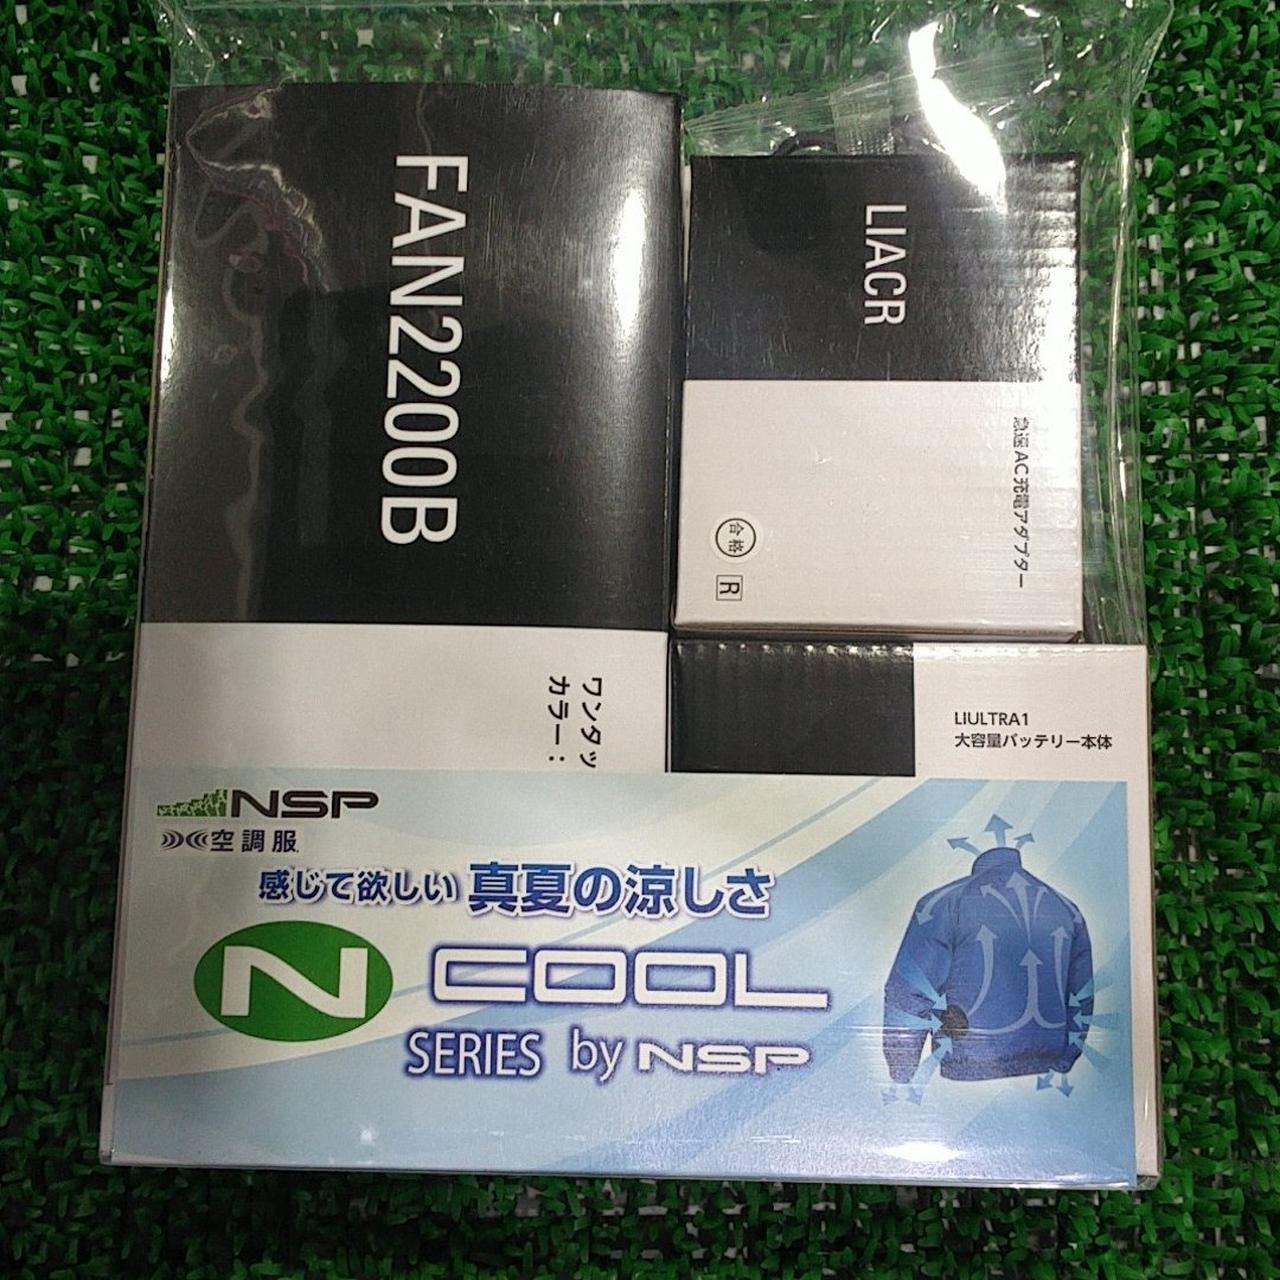 FAN2200B
ワンタッ
カラー：
LIACR
急速AC充電アダプター
合格
R
LIULTRA1
大容量バッテリー本体
NSP
空調服
感じて欲しい 真夏の涼しさ
N COOL
SERIES by NSP